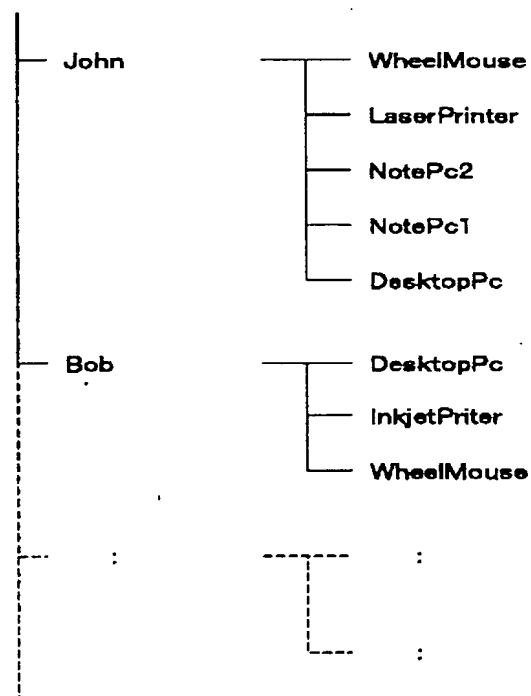 John WheelMouse
LaserPrinter
NotePc2
NotePc1
DesktopPc
Bob DesktopPc
InkjetPriter
WheelMouse
: :
: